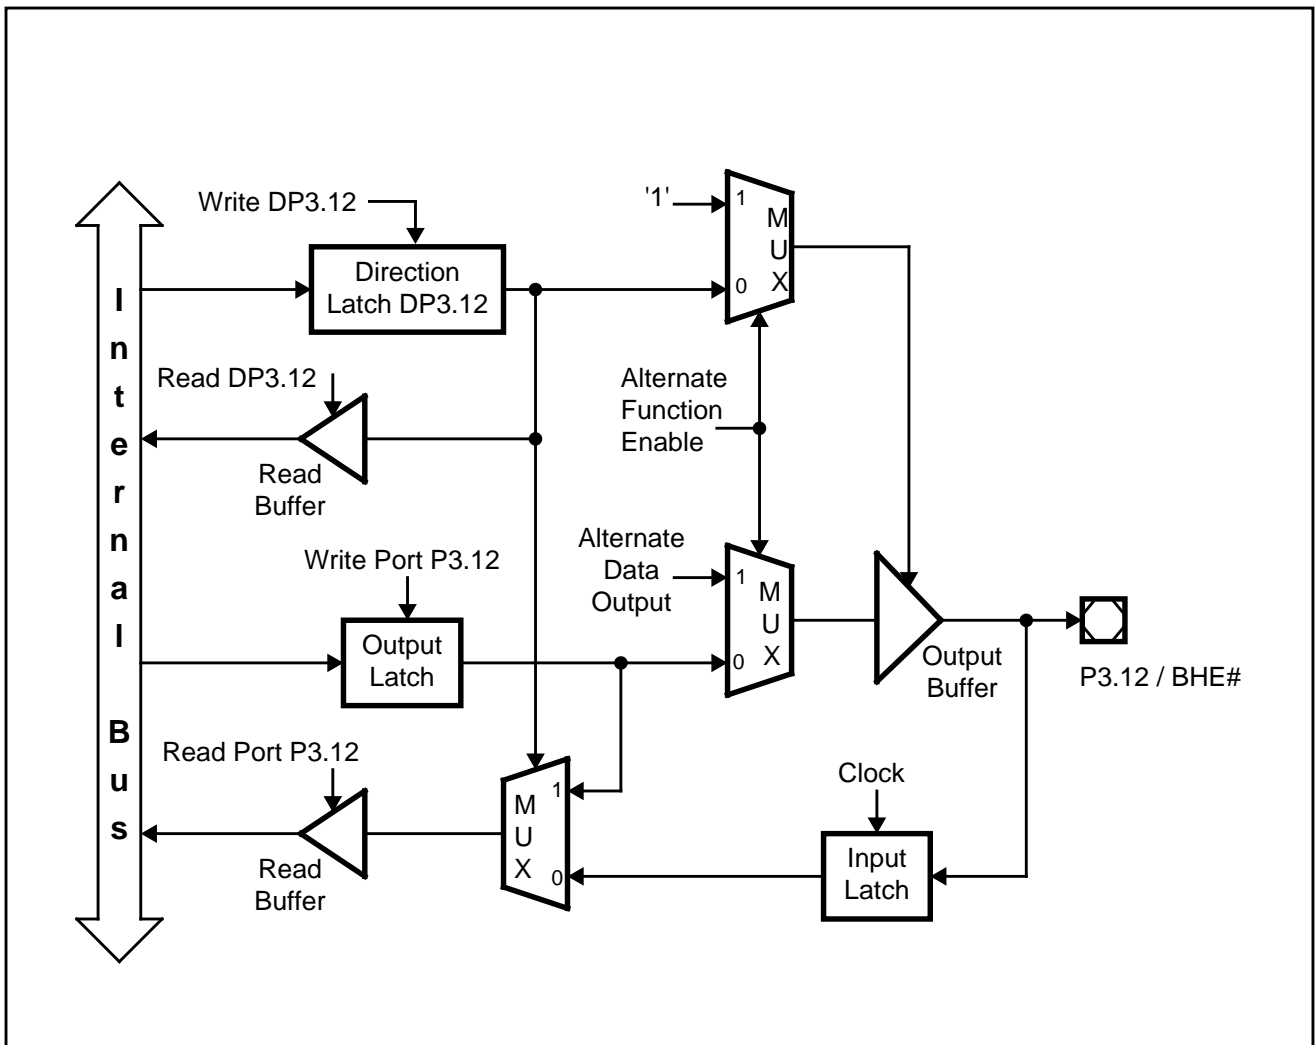 Write DP3.12
'1'
1
M
U
X
0
Direction
Latch DP3.12
Internal Bus
Read DP3.12
Read
Buffer
Alternate
Function
Enable
Write Port P3.12
Output
Latch
Alternate
Data
Output
1
M
U
X
0
Output
Buffer
P3.12 / BHE#
Read Port P3.12
Read
Buffer
M
U
X
1
0
Clock
Input
Latch